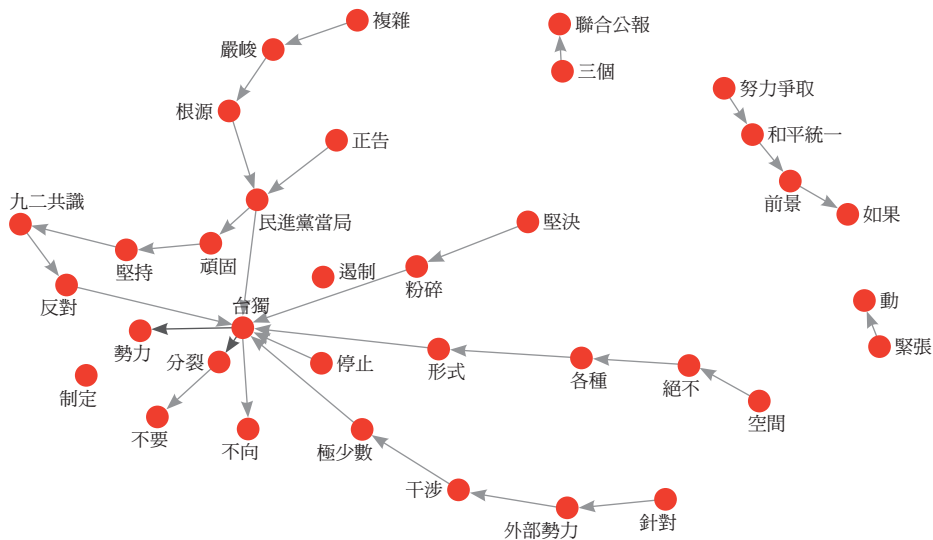 複雜
聯合公報
嚴峻
三個
努力爭取
根源
和平統一
正告
九二共識
前景
如果
民進黨當局
堅決
堅持
頑固
遏制
粉碎
反對
台獨
動
勢力
分裂
停止
形式
緊張
制定
各種
絕不
不要
不向
極少數
空間
干涉
外部勢力
針對